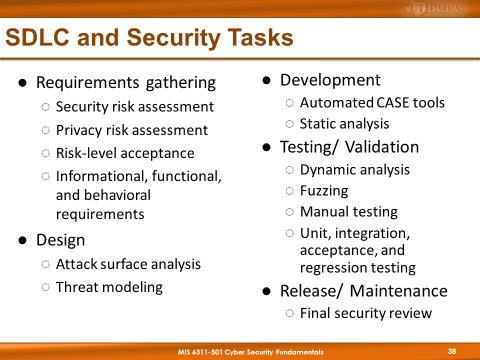 UT DALLAS
SDLC and Security Tasks
● Requirements gathering
◌ Security risk assessment
◌ Privacy risk assessment
◌ Risk-level acceptance
◌ Informational, functional,
and behavioral
requirements
● Design
◌ Attack surface analysis
◌ Threat modeling
● Development
◌ Automated CASE tools
◌ Static analysis
● Testing/ Validation
◌ Dynamic analysis
◌ Fuzzing
◌ Manual testing
◌ Unit, integration,
acceptance, and
regression testing
● Release/ Maintenance
◌ Final security review
MIS 6311-501 Cyber Security Fundamentals
38